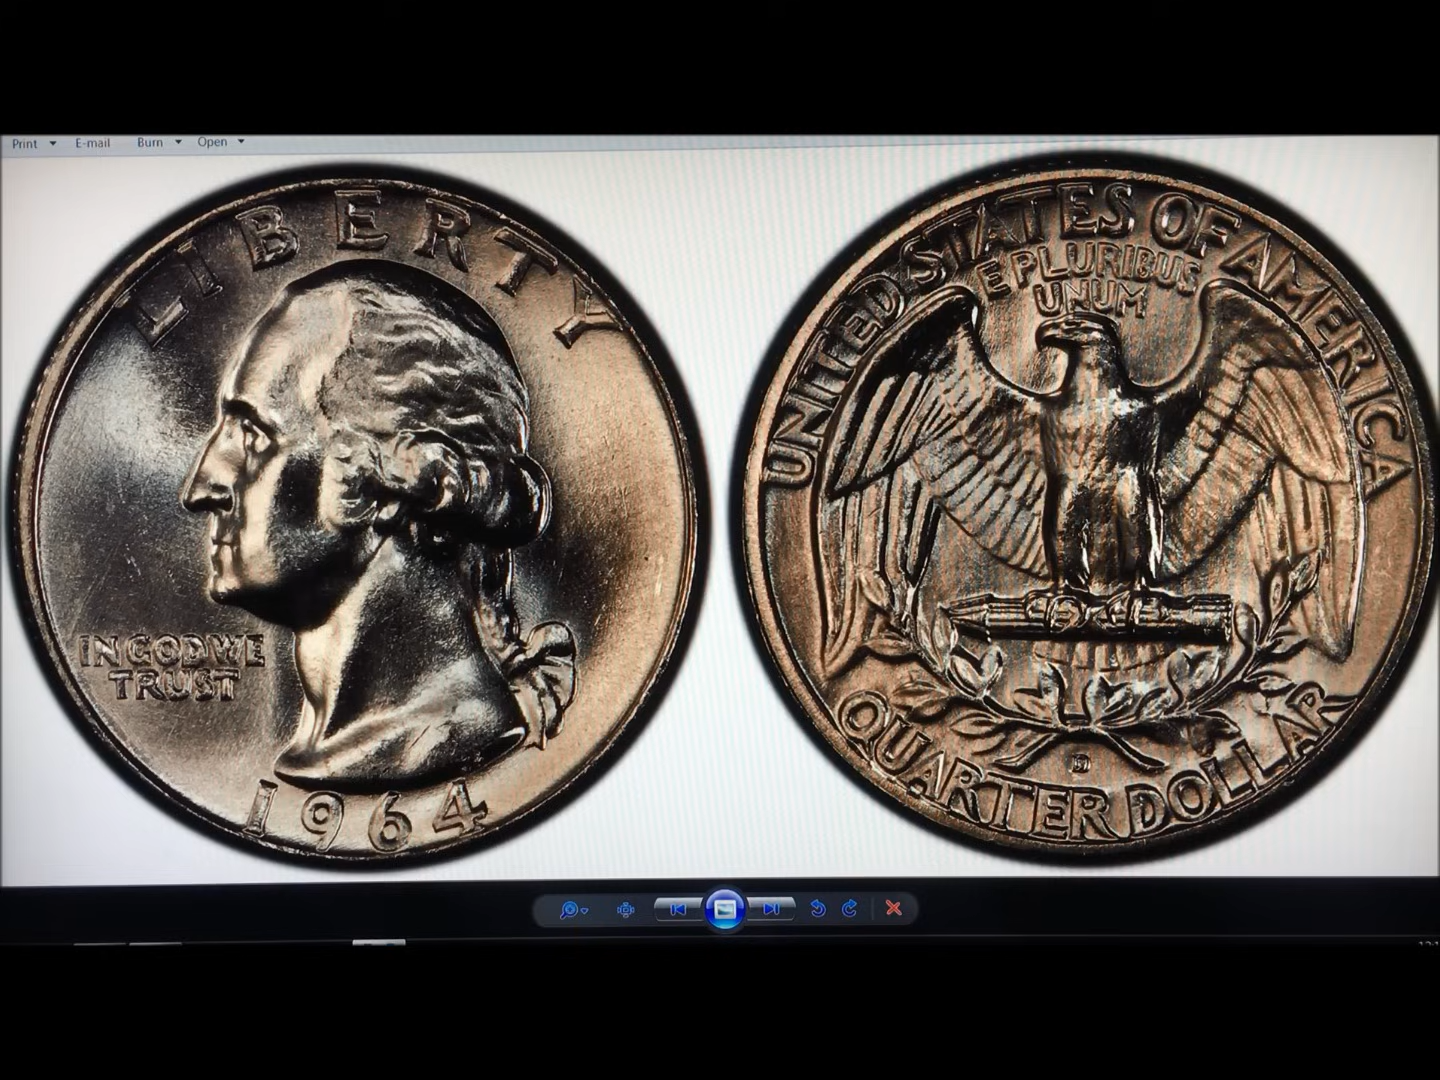 Print E-mail Burn Open
LIBERTY
IN GOD WE
TRUST
1964
UNITED STATES OF AMERICA
E PLURIBUS
UNUM
D
QUARTER DOLLAR